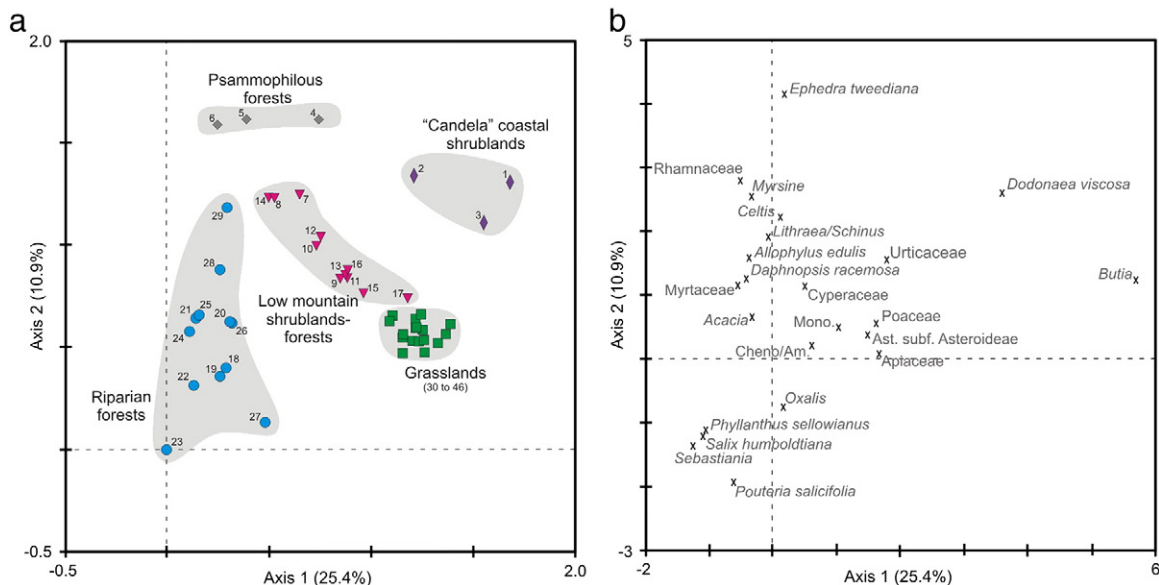 a
2.0
-0.5
2.0
-0.5
Axis 2 (10.9%)
Axis 1 (25.4%)
Psammophilous
forests
6
5
4
"Candela" coastal
shrublands
2
1
3
14
8
7
12
10
13
16
9
11
15
17
Low mountain
shrublands-
forests
Grasslands
(30 to 46)
29
28
21
25
20
26
24
18
19
22
27
23
Riparian
forests
b
5
-3
-2
6
Axis 2 (10.9%)
Axis 1 (25.4%)
Ephedra tweediana
Rhamnaceae
Myrsine
Dodonaea viscosa
Celtis
Lithraea/Schinus
Allophylus edulis
Urticaceae
Daphnopsis racemosa
Butia
Myrtaceae
Cyperaceae
Acacia
Mono.
Poaceae
Ast. subf. Asteroideae
Cheno/Am.
Apiaceae
Oxalis
Phyllanthus sellowianus
Salix humboldtiana
Sebastiania
Pouteria salicifolia